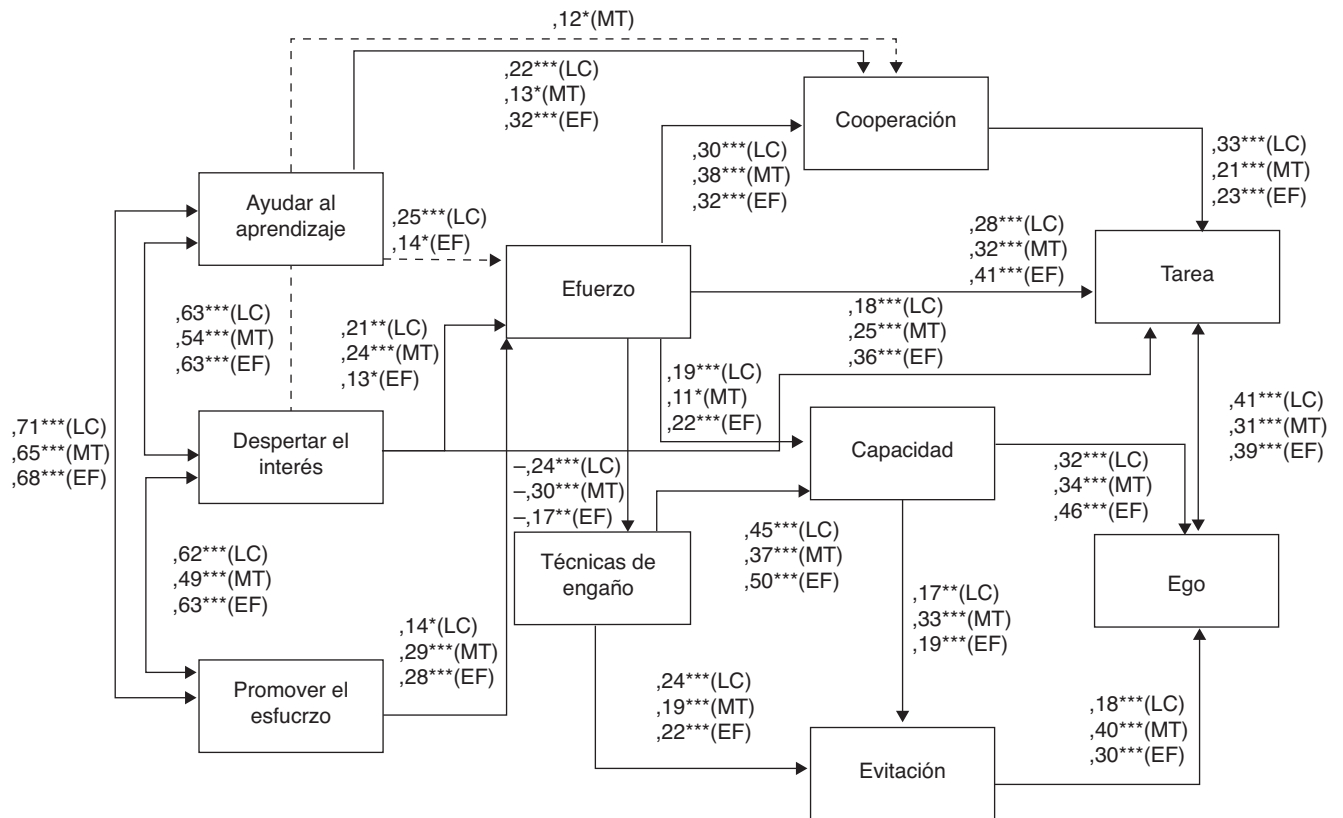 ,12*(MT)
,22***(LC)
,13*(MT)
,32***(EF)
Cooperación
,30***(LC)
,38***(MT)
,32***(EF)
,33***(LC)
,21***(MT)
,23***(EF)
Ayudar al
aprendizaje
,25***(LC)
,14*(EF)
Efuerzo
,28***(LC)
,32***(MT)
,41***(EF)
Tarea
,63***(LC)
,54***(MT)
,63***(EF)
,21**(LC)
,24***(MT)
,13*(EF)
,18***(LC)
,25***(MT)
,36***(EF)
,19***(LC)
,11*(MT)
,22***(EF)
,71***(LC)
,65***(MT)
,68***(EF)
Despertar el
interés
Capacidad
,41***(LC)
,31***(MT)
,39***(EF)
–,24***(LC)
–,30***(MT)
–,17**(EF)
,32***(LC)
,34***(MT)
,46***(EF)
Técnicas de
engaño
,45***(LC)
,37***(MT)
,50***(EF)
Ego
,62***(LC)
,49***(MT)
,63***(EF)
,17**(LC)
,33***(MT)
,19***(EF)
,14*(LC)
,29***(MT)
,28***(EF)
Promover el
esfucrzo
,24***(LC)
,19***(MT)
,22***(EF)
Evitación
,18***(LC)
,40***(MT)
,30***(EF)